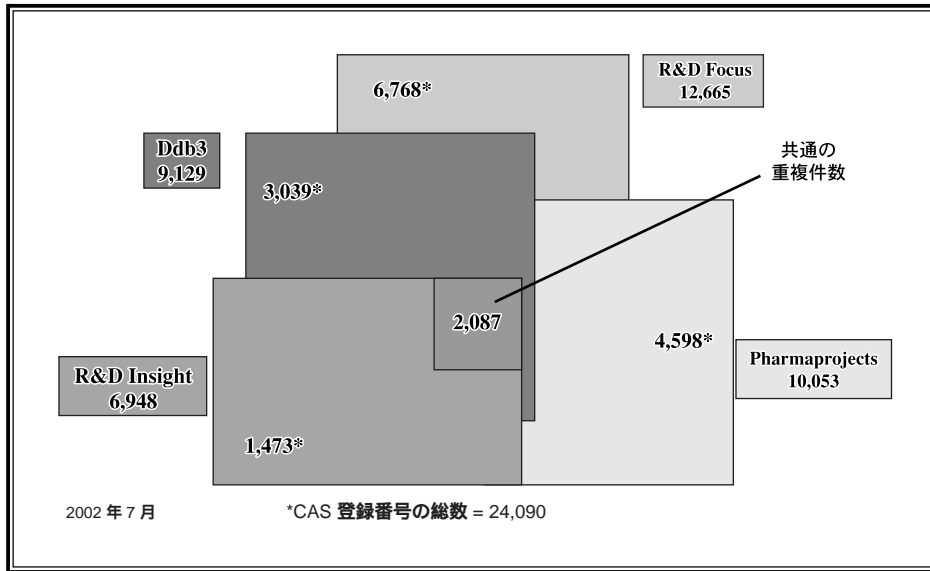 R&D Focus
12,665
6,768*
Ddb3
9,129
共通の
重複件数
3,039*
2,087
4,598*
Pharmaprojects
10,053
R&D Insight
6,948
1,473*
2002 年 7 月
*CAS 登録番号の総数 = 24,090